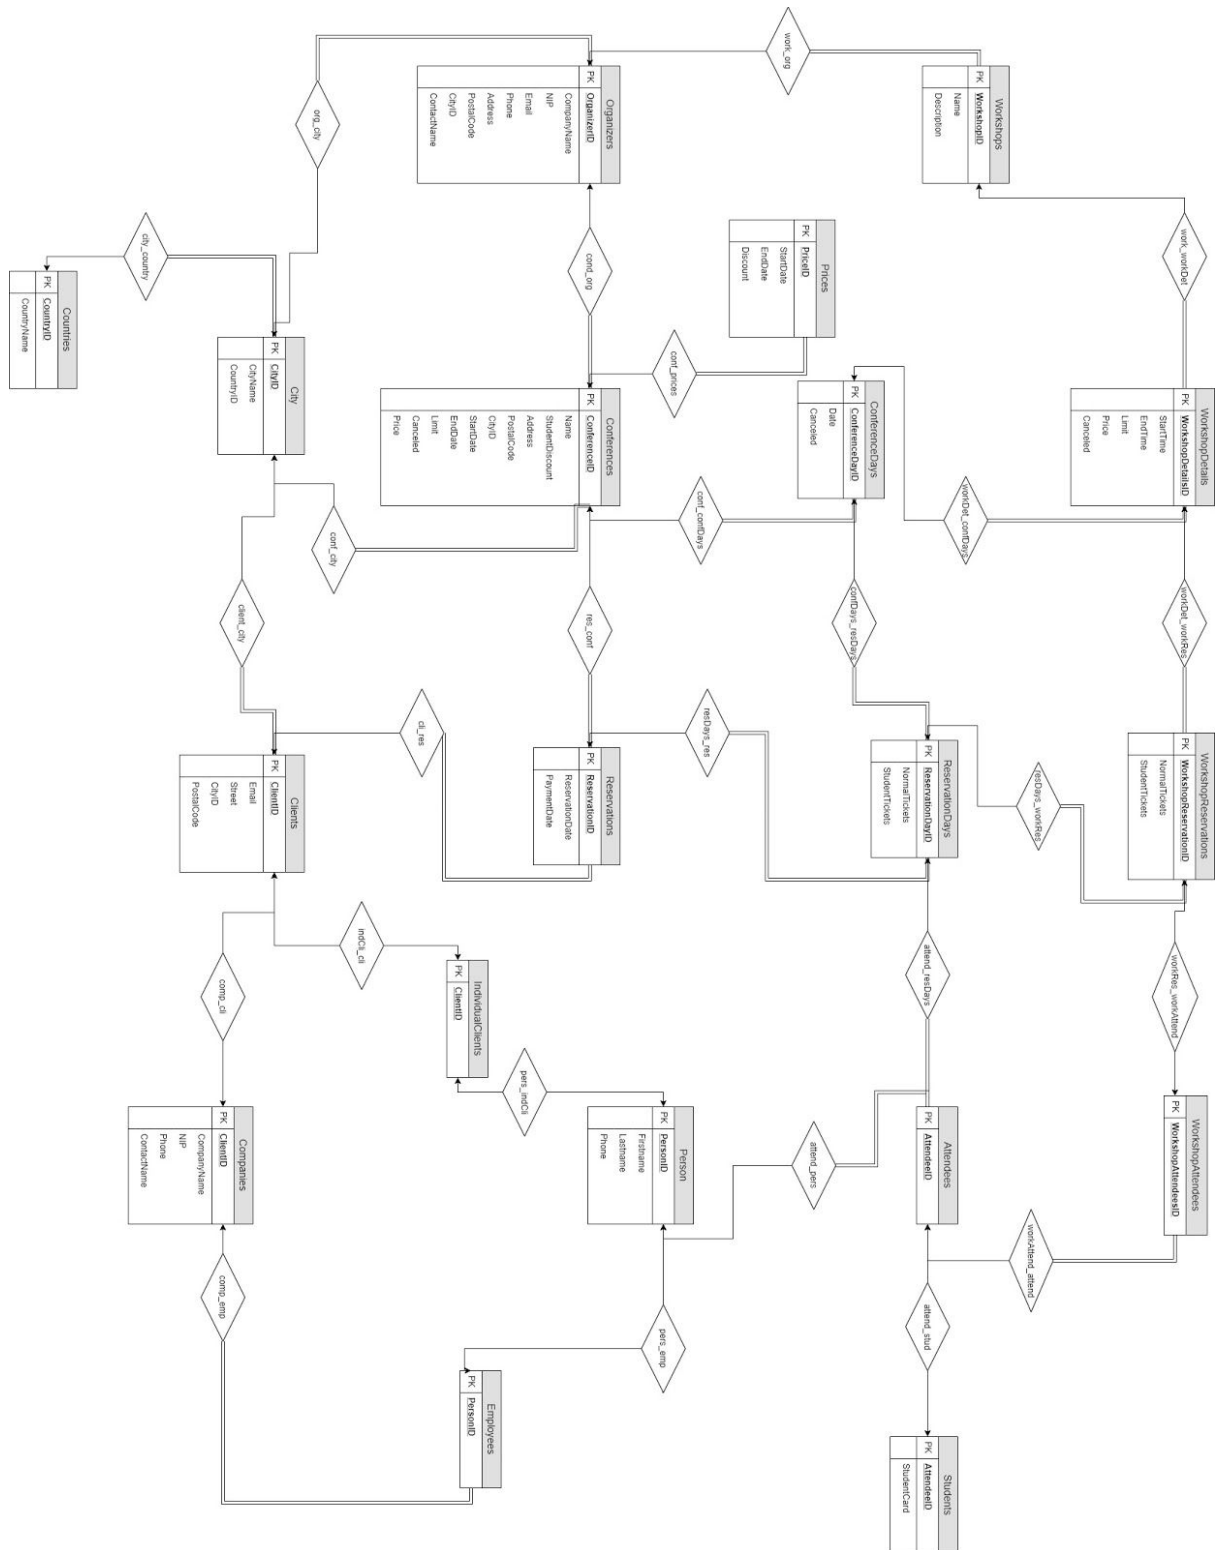 Workshops
PK WorkshopID
Name
Description
work_workDet
WorkshopDetails
PK WorkshopDetailsID
StartTime
EndTime
Limit
Price
Canceled
workDet_workRes
WorkshopReservations
PK WorkshopReservationID
NormalTickets
StudentTickets
workRes_workAttend
WorkshopAttendees
PK WorkshopAttendeesID
work_org
workDet_confDays
resDays_workRes
workAttend_attend
Prices
PK PriceID
StartDate
EndDate
Discount
ConferenceDays
PK ConferenceDayID
Date
Canceled
confDays_resDays
ReservationDays
PK ReservationDayID
NormalTickets
StudentTickets
attend_resDays
Attendees
PK AttendeeID
attend_stud
Students
PK AttendeeID
StudentCard
conf_prices
conf_confDays
resDays_res
attend_pers
Organizers
PK OrganizerID
CompanyName
NIP
Email
Phone
Address
PostalCode
CityID
ContactName
cond_org
Conferences
PK ConferenceID
Name
StudentDiscount
Address
PostalCode
CityID
StartDate
EndDate
Limit
Canceled
Price
res_conf
Reservations
PK ReservationID
ReservationDate
PaymentDate
Person
PK PersonID
Firstname
Lastname
Phone
pers_emp
pers_indCli
IndividualClients
PK ClientID
Employees
PK PersonID
org_city
conf_city
cli_res
indCli_cli
City
PK CityID
CityName
CountryID
client_city
Clients
PK ClientID
Email
Street
CityID
PostalCode
comp_cli
Companies
PK ClientID
CompanyName
NIP
Phone
ContactName
comp_emp
city_country
Countries
PK CountryID
CountryName